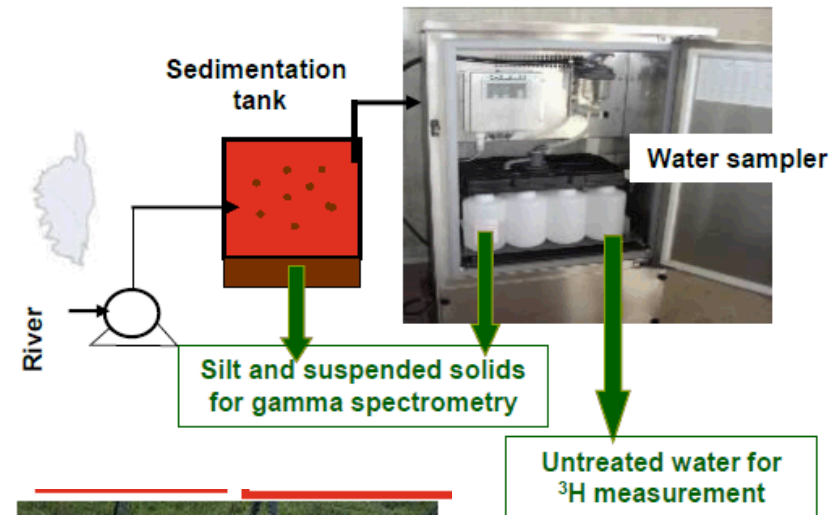 Sedimentation
tank
Water sampler
River
Silt and suspended solids
for gamma spectrometry
Untreated water for
³H measurement